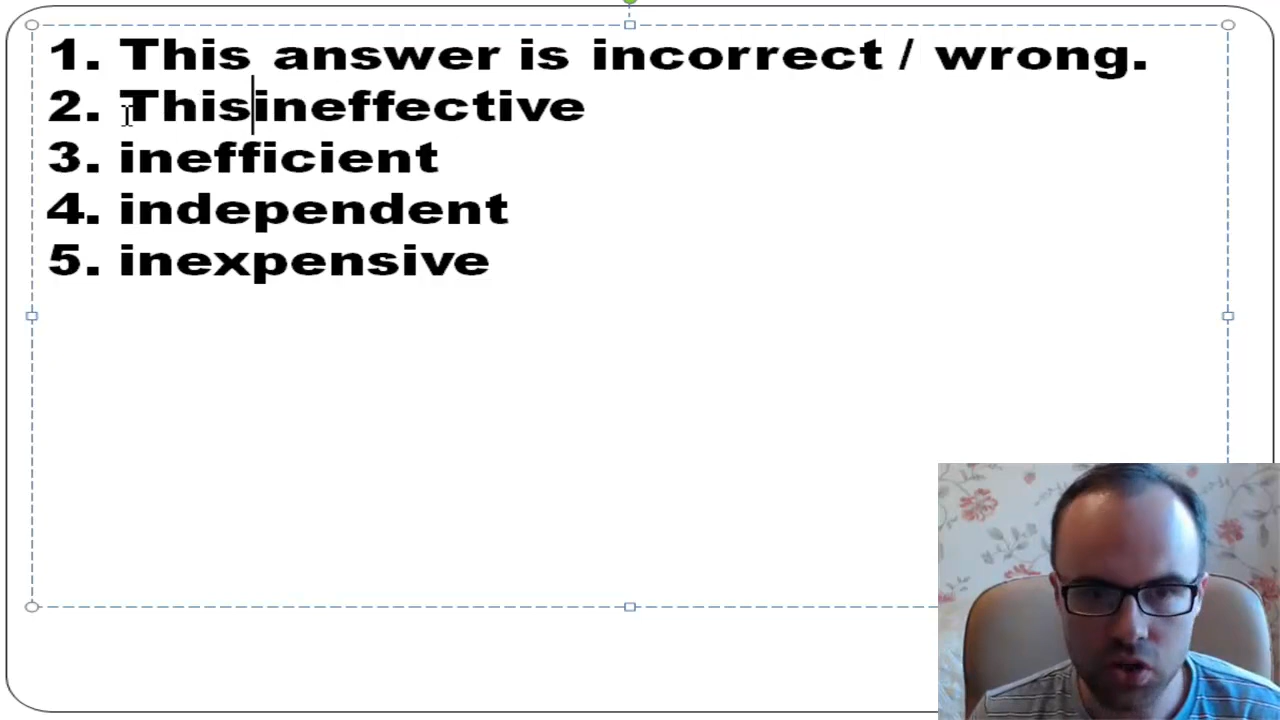 1. This answer is incorrect / wrong.
2. Thisineffective
3. inefficient
4. independent
5. inexpensive